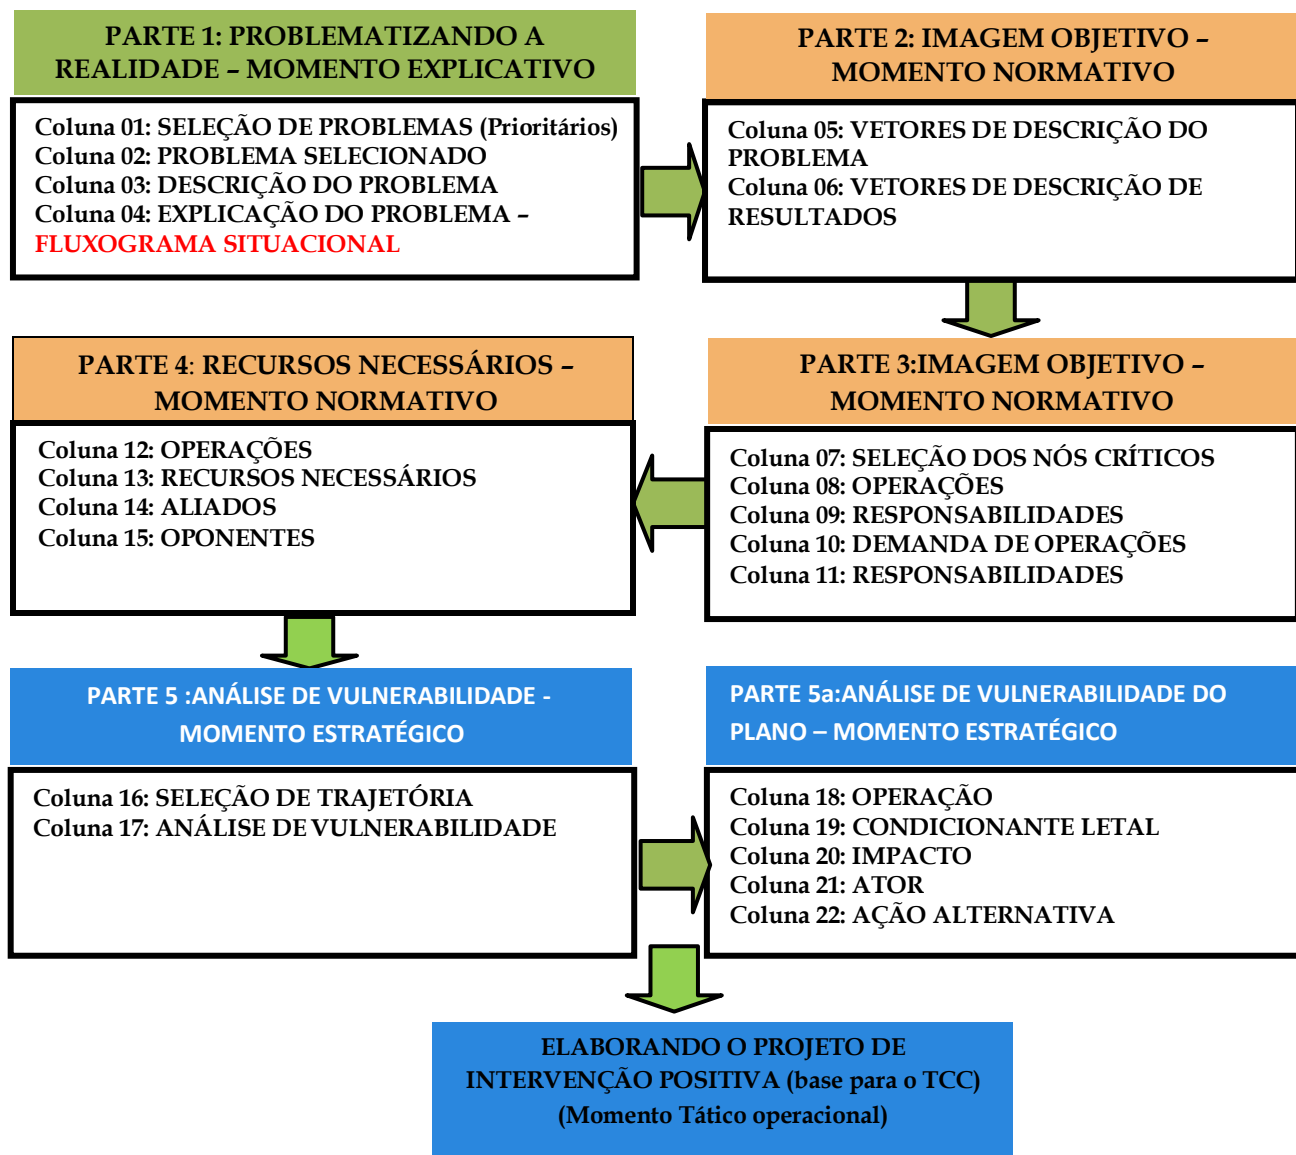 PARTE 1: PROBLEMATIZANDO A
REALIDADE – MOMENTO EXPLICATIVO
Coluna 01: SELEÇÃO DE PROBLEMAS (Prioritários)
Coluna 02: PROBLEMA SELECIONADO
Coluna 03: DESCRIÇÃO DO PROBLEMA
Coluna 04: EXPLICAÇÃO DO PROBLEMA –
FLUXOGRAMA SITUACIONAL
PARTE 2: IMAGEM OBJETIVO –
MOMENTO NORMATIVO
Coluna 05: VETORES DE DESCRIÇÃO DO
PROBLEMA
Coluna 06: VETORES DE DESCRIÇÃO DE
RESULTADOS
PARTE 3:IMAGEM OBJETIVO –
MOMENTO NORMATIVO
Coluna 07: SELEÇÃO DOS NÓS CRÍTICOS
Coluna 08: OPERAÇÕES
Coluna 09: RESPONSABILIDADES
Coluna 10: DEMANDA DE OPERAÇÕES
Coluna 11: RESPONSABILIDADES
PARTE 4: RECURSOS NECESSÁRIOS –
MOMENTO NORMATIVO
Coluna 12: OPERAÇÕES
Coluna 13: RECURSOS NECESSÁRIOS
Coluna 14: ALIADOS
Coluna 15: OPONENTES
PARTE 5 :ANÁLISE DE VULNERABILIDADE -
MOMENTO ESTRATÉGICO
Coluna 16: SELEÇÃO DE TRAJETÓRIA
Coluna 17: ANÁLISE DE VULNERABILIDADE
PARTE 5a:ANÁLISE DE VULNERABILIDADE DO
PLANO – MOMENTO ESTRATÉGICO
Coluna 18: OPERAÇÃO
Coluna 19: CONDICIONANTE LETAL
Coluna 20: IMPACTO
Coluna 21: ATOR
Coluna 22: AÇÃO ALTERNATIVA
ELABORANDO O PROJETO DE
INTERVENÇÃO POSITIVA (base para o TCC)
(Momento Tático operacional)